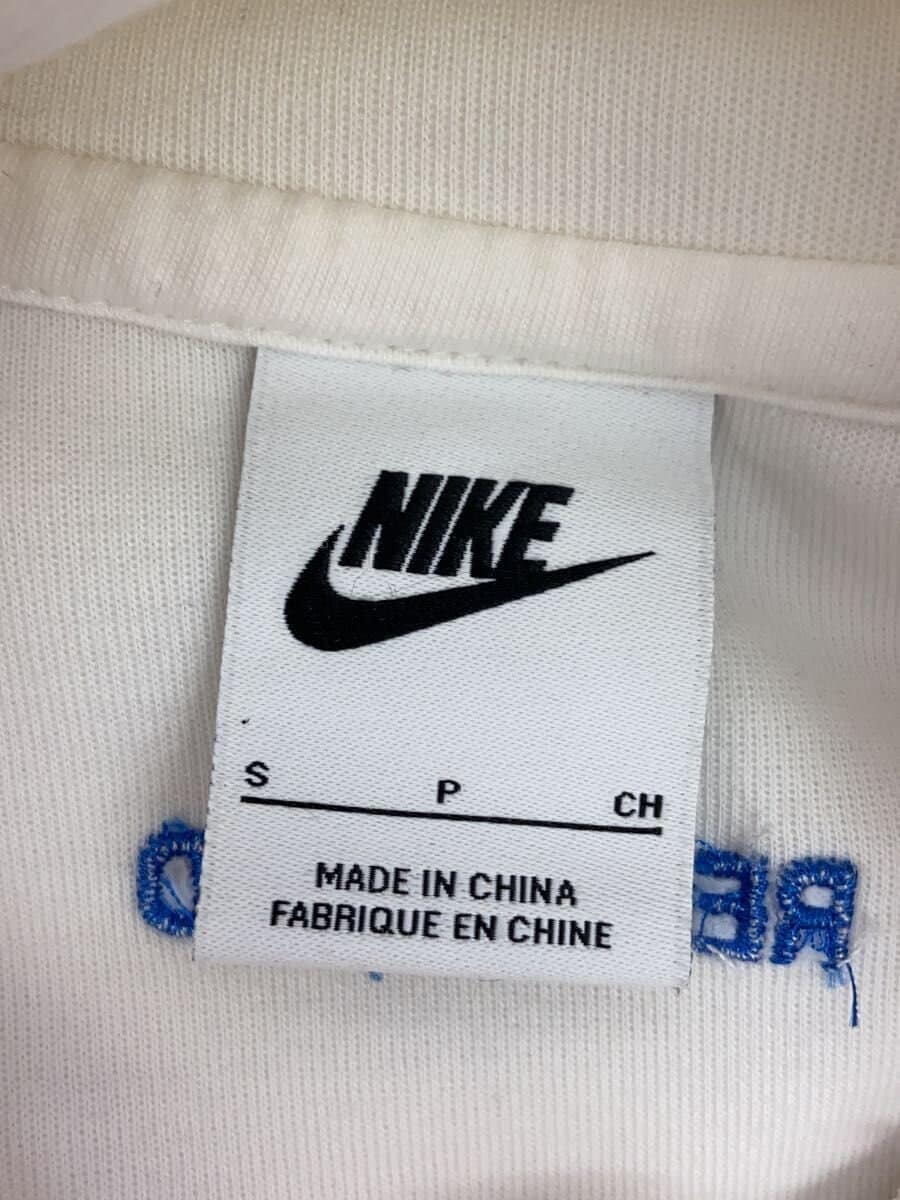 NIKE
S P CH
MADE IN CHINA
FABRIQUE EN CHINE